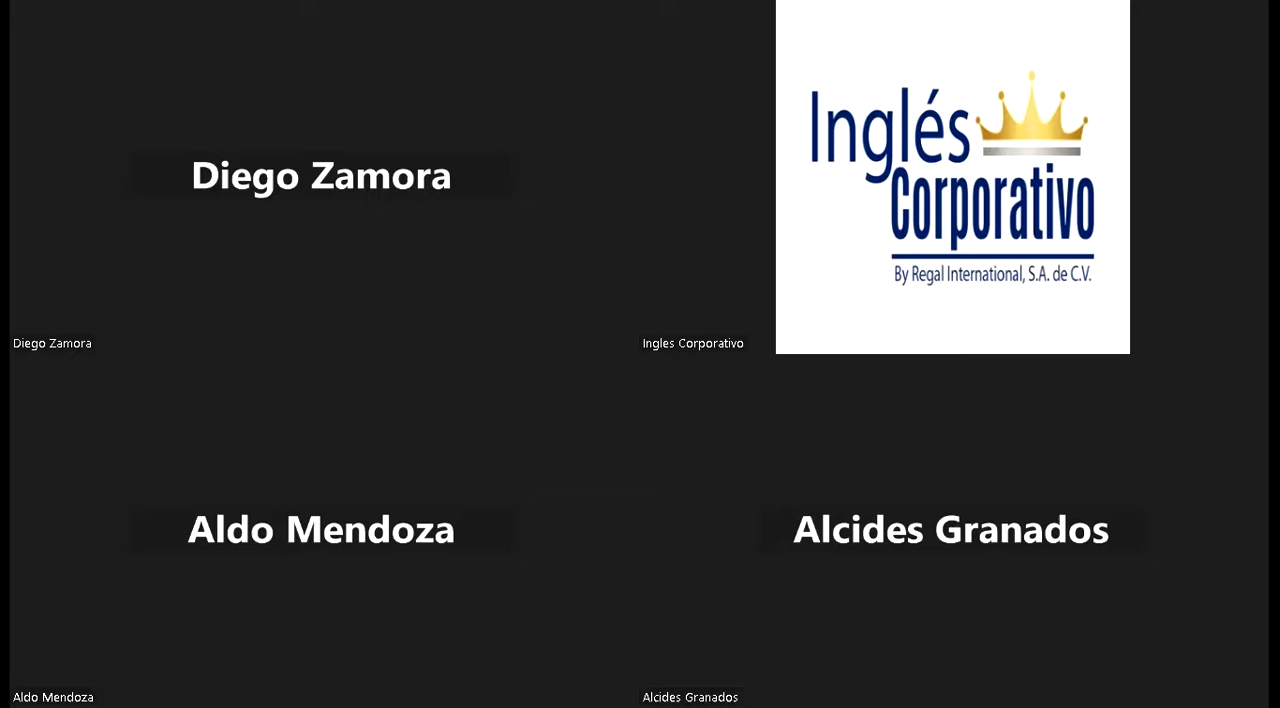 Diego Zamora
Diego Zamora
Inglés
Corporativo
By Regal International, S.A. de C.V.
Ingles Corporativo
Aldo Mendoza
Aldo Mendoza
Alcides Granados
Alcides Granados